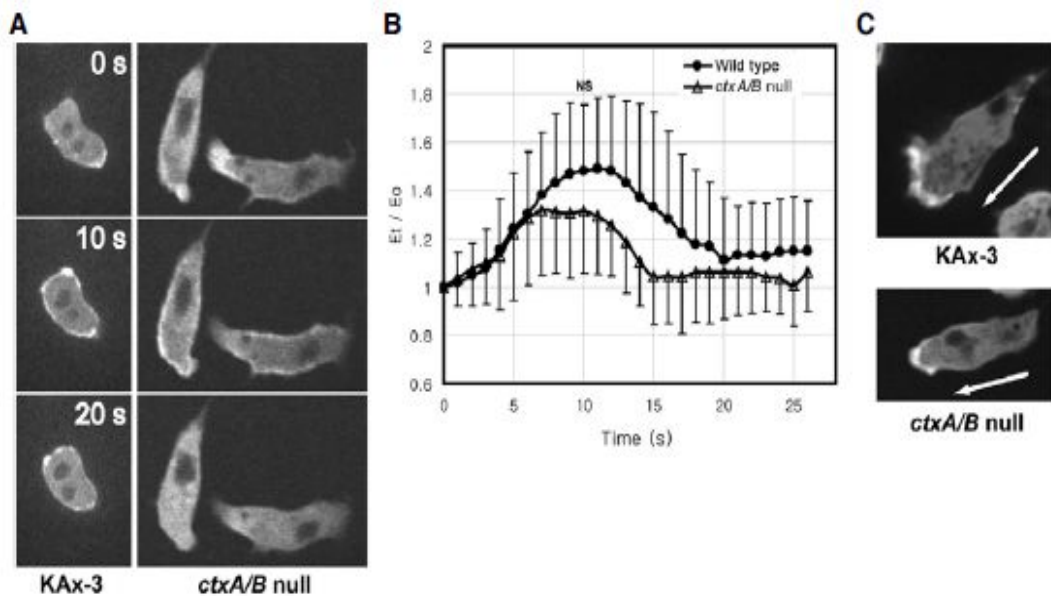 A
0 s
10 s
20 s
KAx-3
ctxA/B null
B
2
1.8
1.6
1.4
1.2
1
0.8
0.6
Et / Eo
NS
Wild type
ctxA/B null
0
5
10
15
20
25
Time (s)
C
KAx-3
ctxA/B null